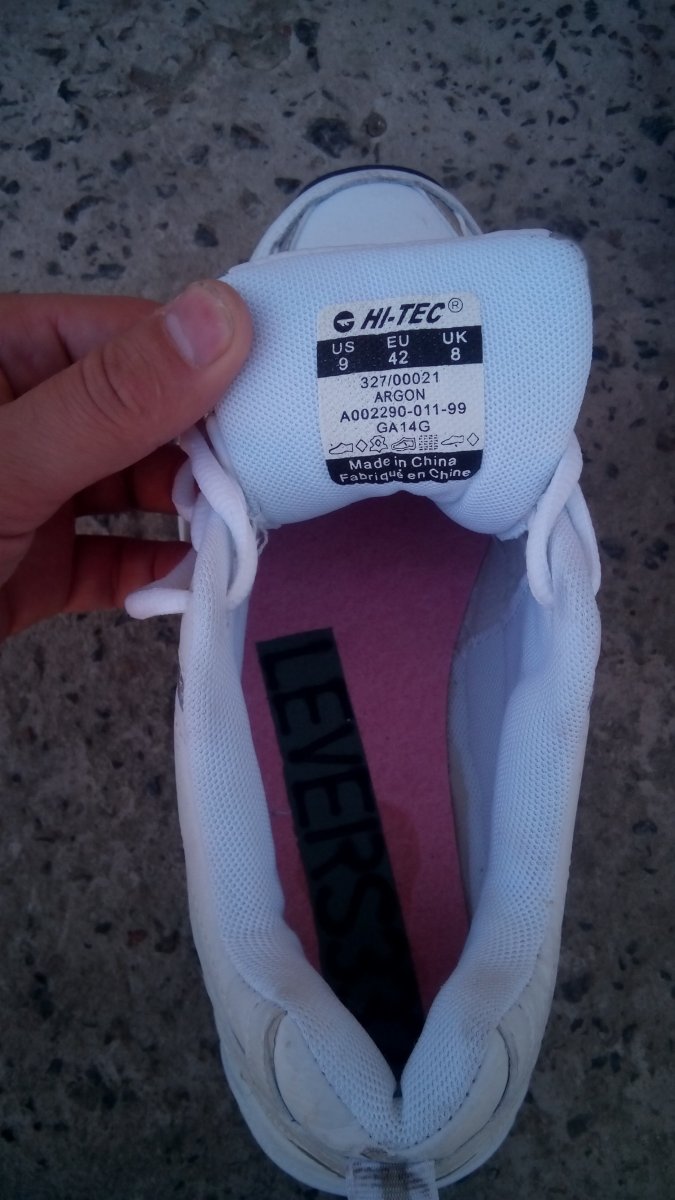 HI-TEC®
US EU UK
9 42 8
327/00021
ARGON
A002290-011-99
GA14G
Made in China
Fabriqué en Chine
LEVERS